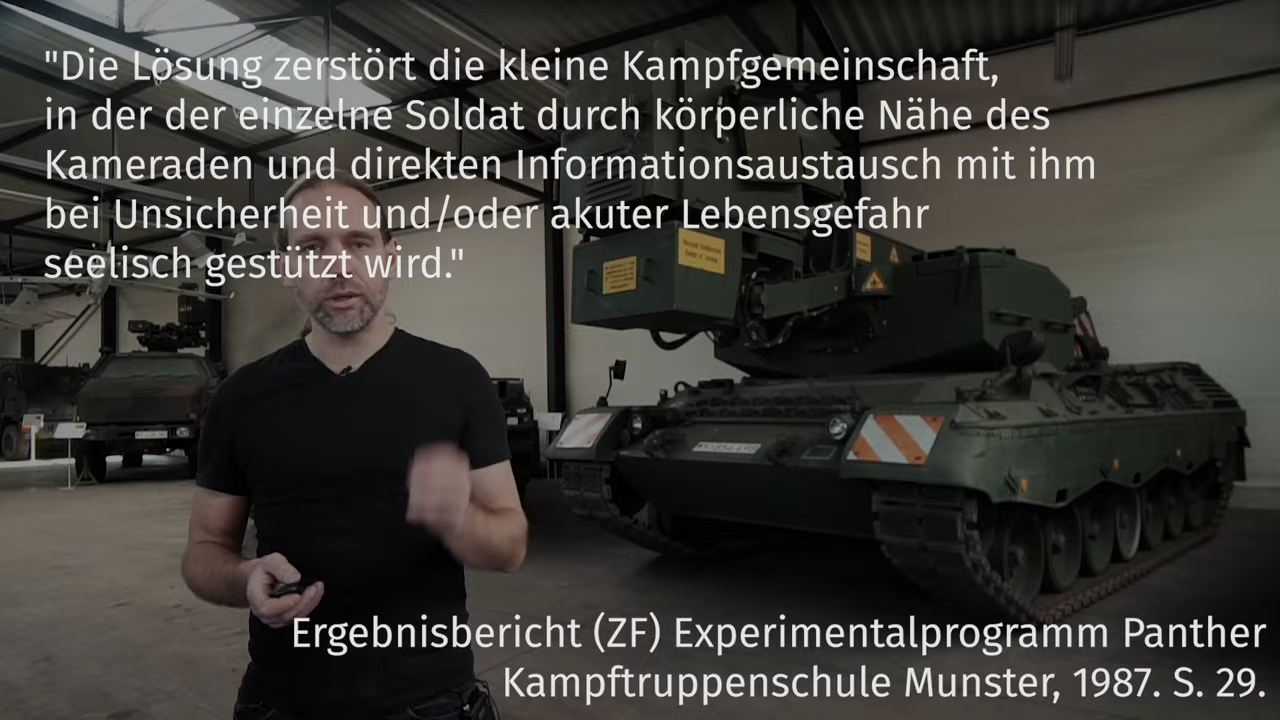 "Die Lösung zerstört die kleine Kampfgemeinschaft,
in der der einzelne Soldat durch körperliche Nähe des
Kameraden und direkten Informationsaustausch mit ihm
bei Unsicherheit und/oder akuter Lebensgefahr
seelisch gestützt wird."
Ergebnisbericht (ZF) Experimentalprogramm Panther
Kampftruppenschule Munster, 1987. S. 29.